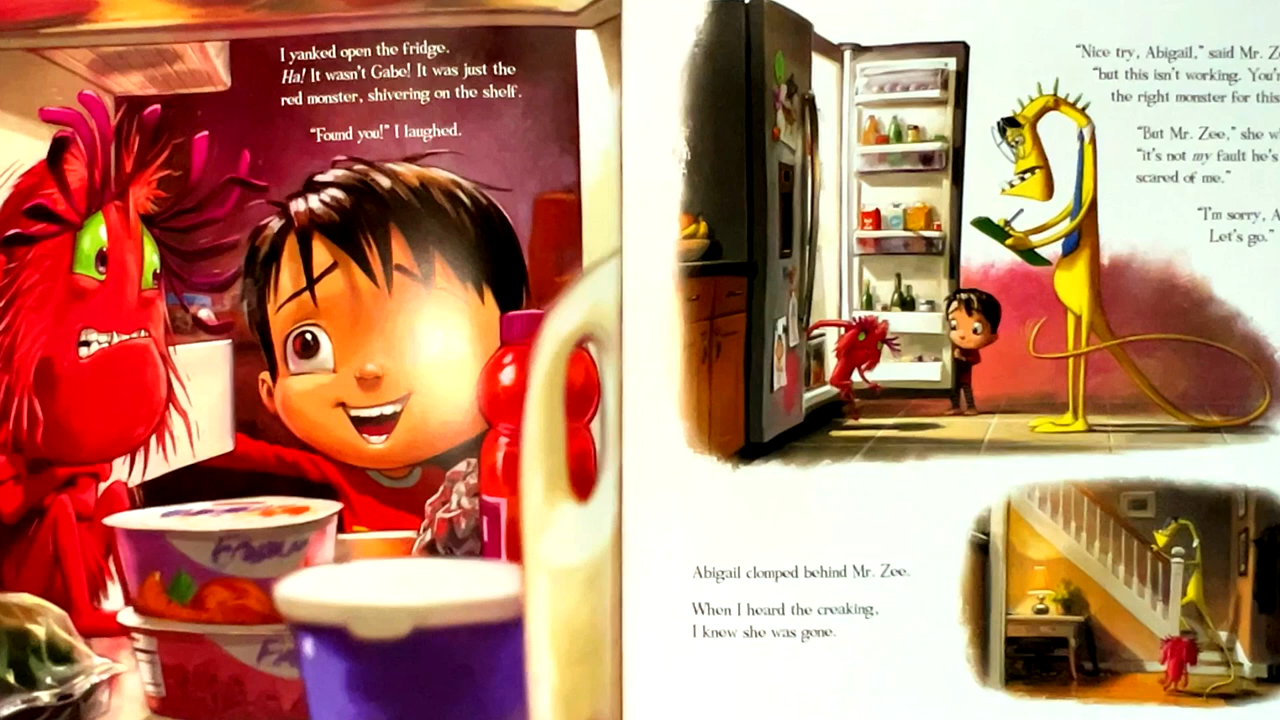 I yanked open the fridge.
Ha! It wasn't Gabe! It was just the
red monster, shivering on the shelf.
"Found you!" I laughed.
"Nice try, Abigail," said Mr.
"but this isn't working.
the right monster for this
"But Mr. Zee," she
"it's not my fault he's
scared of me."
"I'm sorry,
Let's go."
Abigail clomped behind Mr. Zee.
When I heard the creaking,
I knew she was gone.